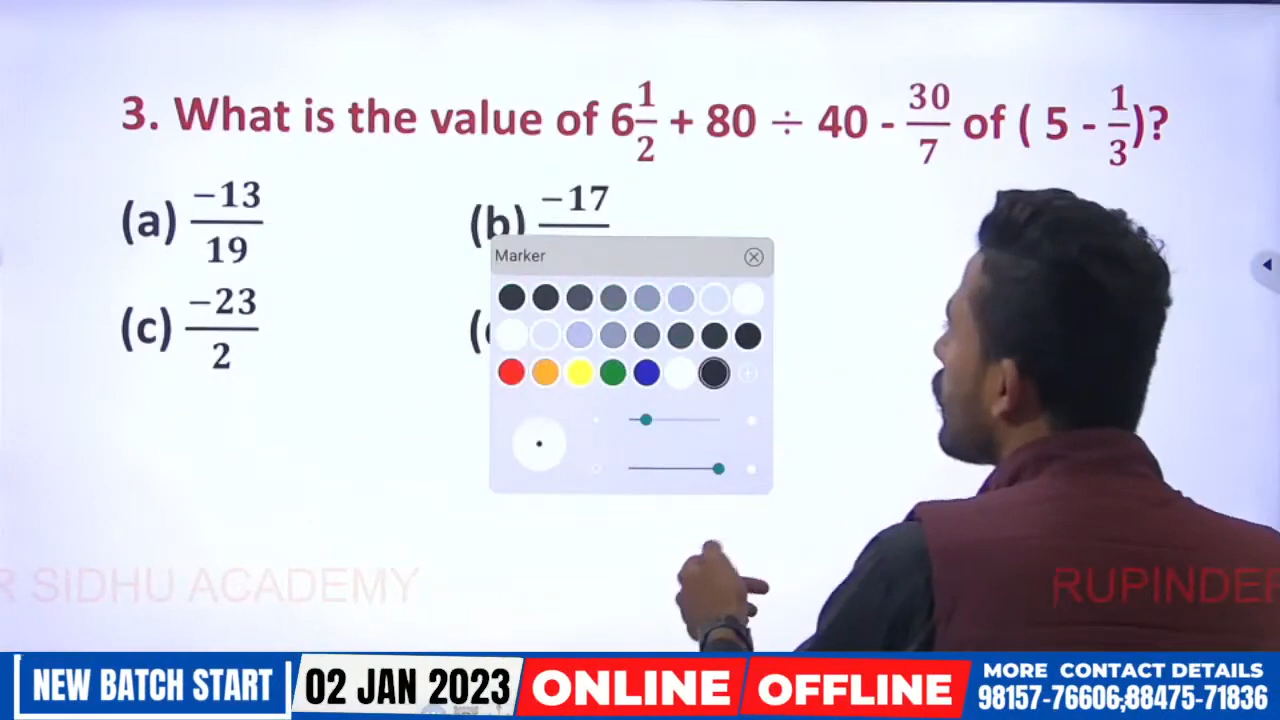 3. What is the value of 6 1/2 + 80 ÷ 40 - 30/7 of ( 5 - 1/3)?
(a) −13/19
(b) −17
(c) −23/2
Marker
R SIDHU ACADEMY
RUPINDER
NEW BATCH START
02 JAN 2023
ONLINE
OFFLINE
MORE CONTACT DETAILS
98157-76606,88475-71836